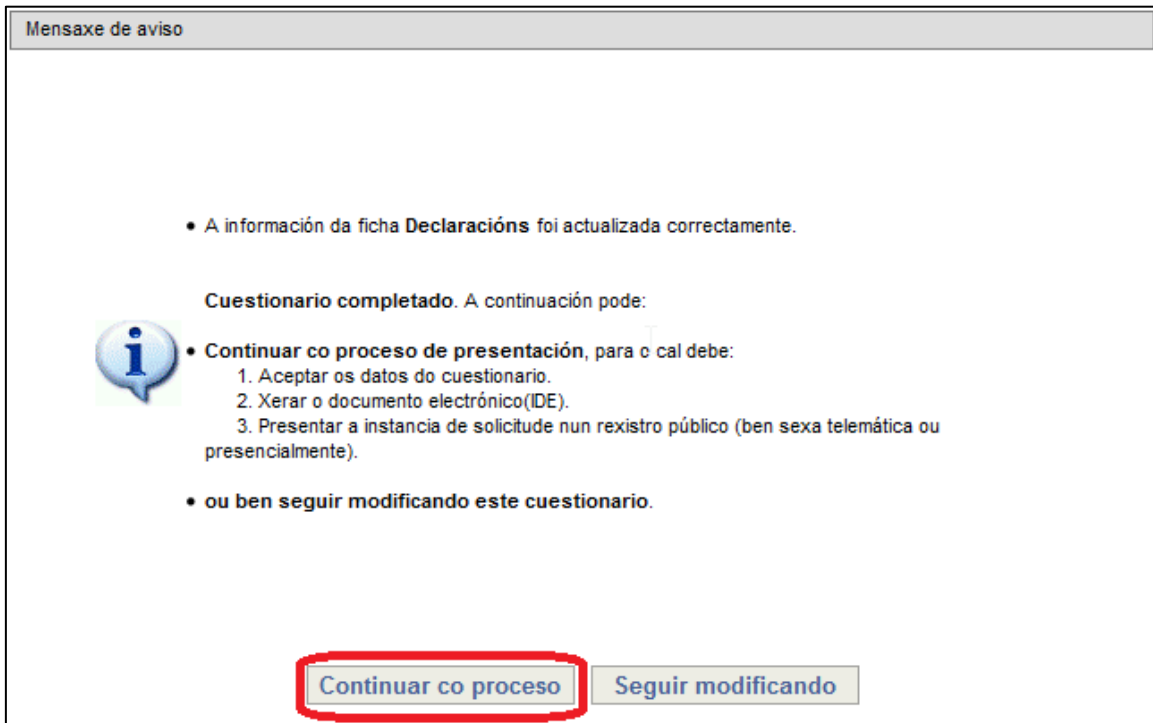 Mensaxe de aviso
• A información da ficha Declaracións foi actualizada correctamente.
Cuestionario completado. A continuación pode:
• Continuar co proceso de presentación, para o cal debe:
1. Aceptar os datos do cuestionario.
2. Xerar o documento electrónico(IDE).
3. Presentar a instancia de solicitude nun rexistro público (ben sexa telemática ou
presencialmente).
• ou ben seguir modificando este cuestionario.
Continuar co proceso
Seguir modificando